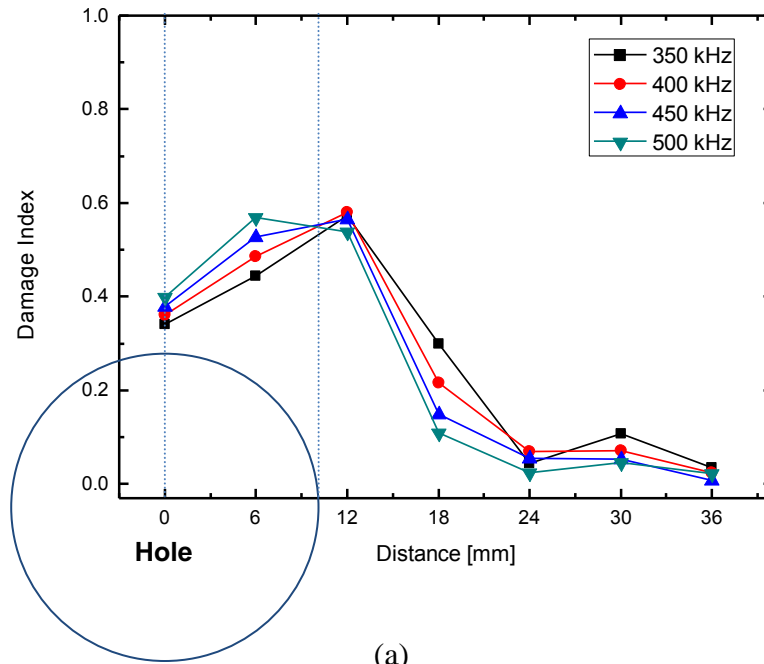 1.0
0.8
0.6
0.4
0.2
0.0
Damage Index
350 kHz
400 kHz
450 kHz
500 kHz
0 6 12 18 24 30 36
Hole
Distance [mm]
(a)